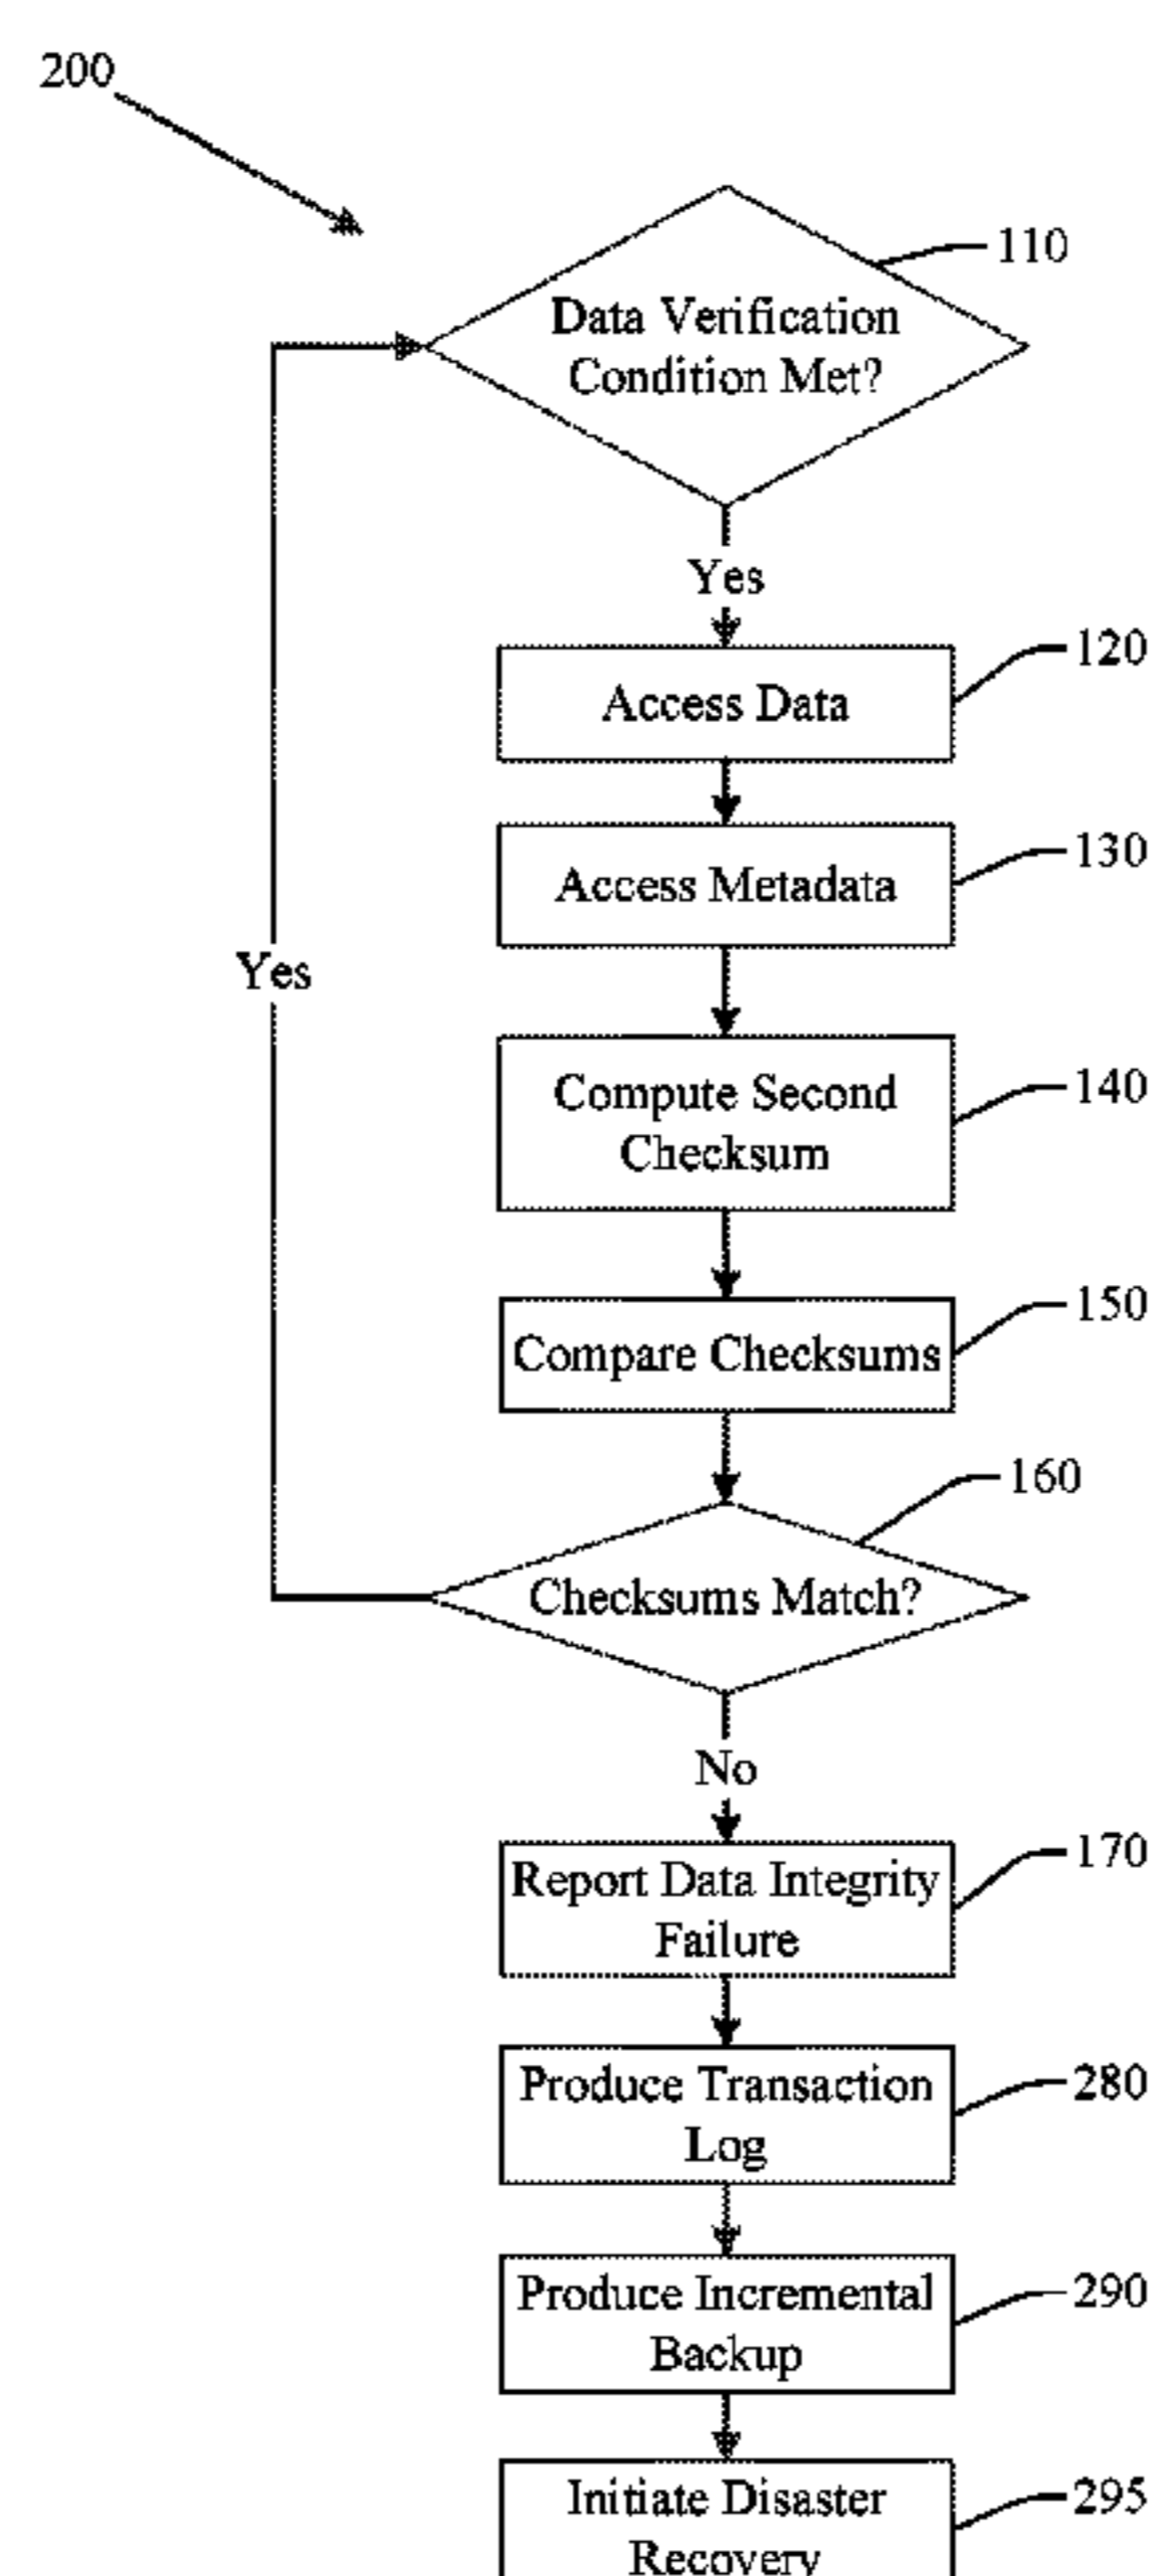 200
110
Data Verification
Condition Met?
Yes
120
Access Data
130
Access Metadata
Yes
140
Compute Second
Checksum
150
Compare Checksums
160
Checksums Match?
No
170
Report Data Integrity
Failure
280
Produce Transaction
Log
290
Produce Incremental
Backup
295
Initiate Disaster
Recovery